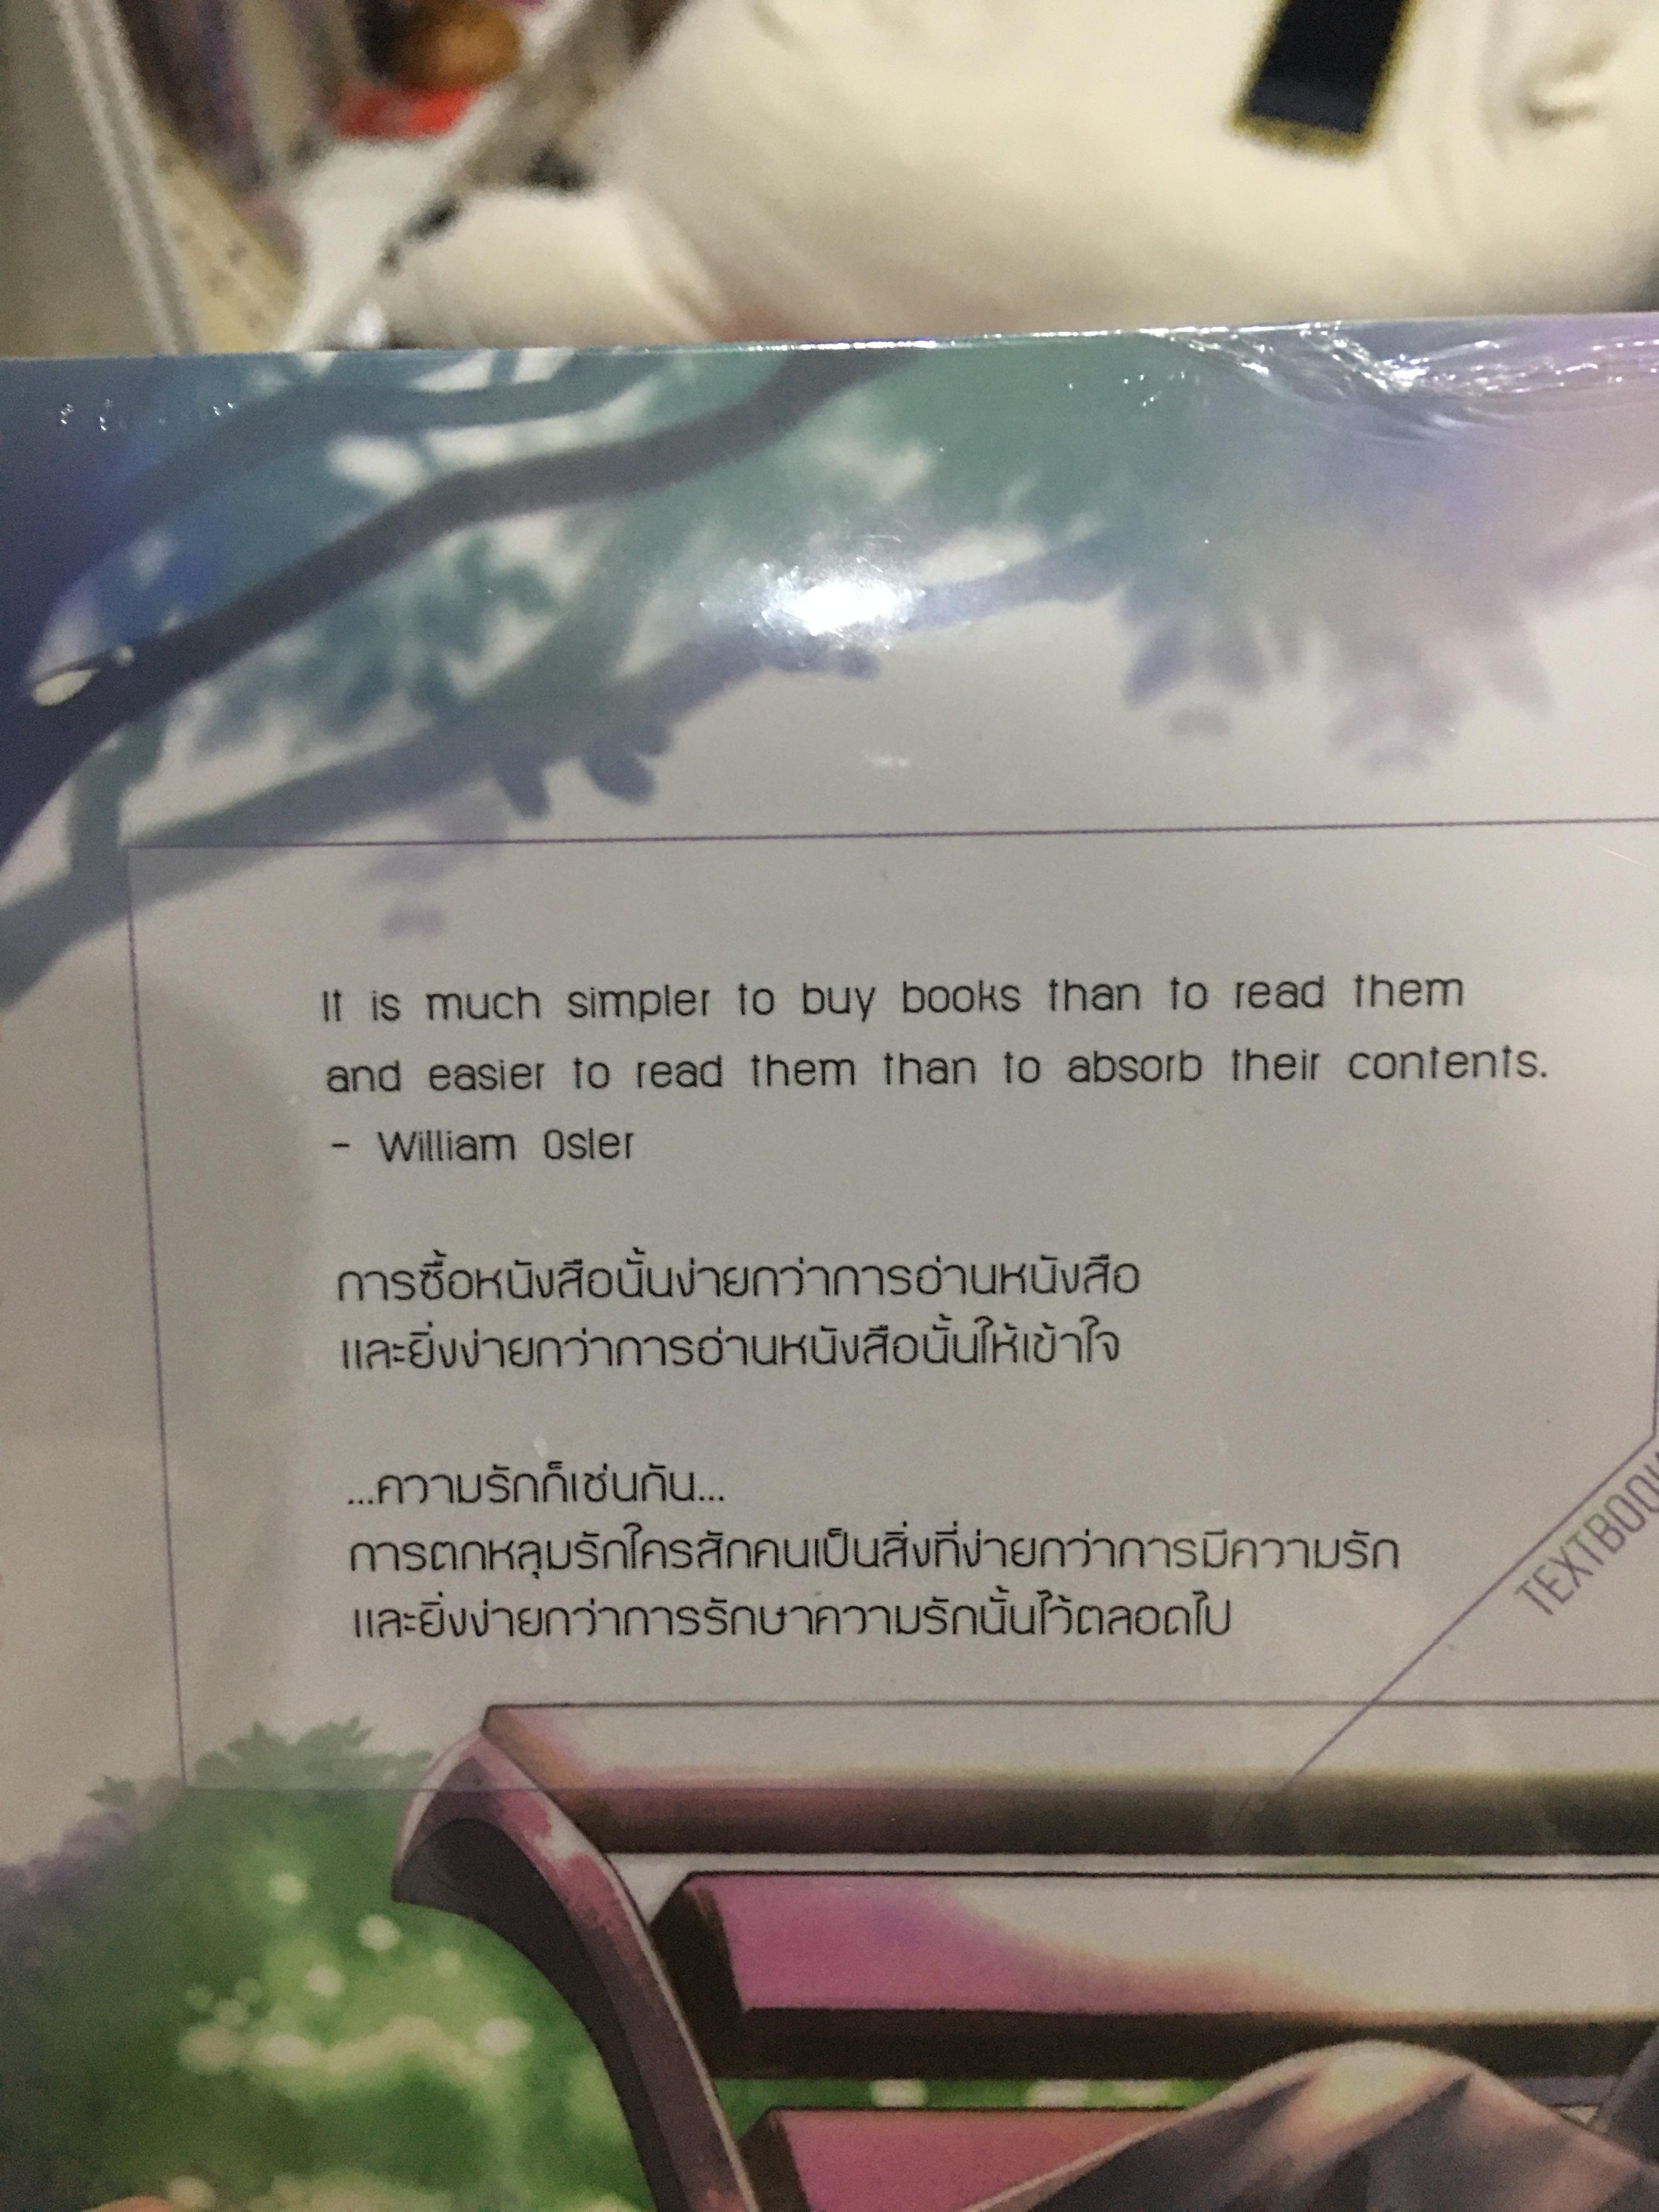 It is much simpler to buy books than to read them
and easier to read them than to absorb their contents.
- William Osler
การซื้อหนังสือนั้นง่ายกว่าการอ่านหนังสือ
และยิ่งง่ายกว่าการอ่านหนังสือนั้นให้เข้าใจ
...ความรักก็เช่นกัน...
การตกหลุมรักใครสักคนเป็นสิ่งที่ง่ายกว่าการมีความรัก
และยิ่งง่ายกว่าการรักษาความรักนั้นไว้ตลอดไป
TEXTBOOK